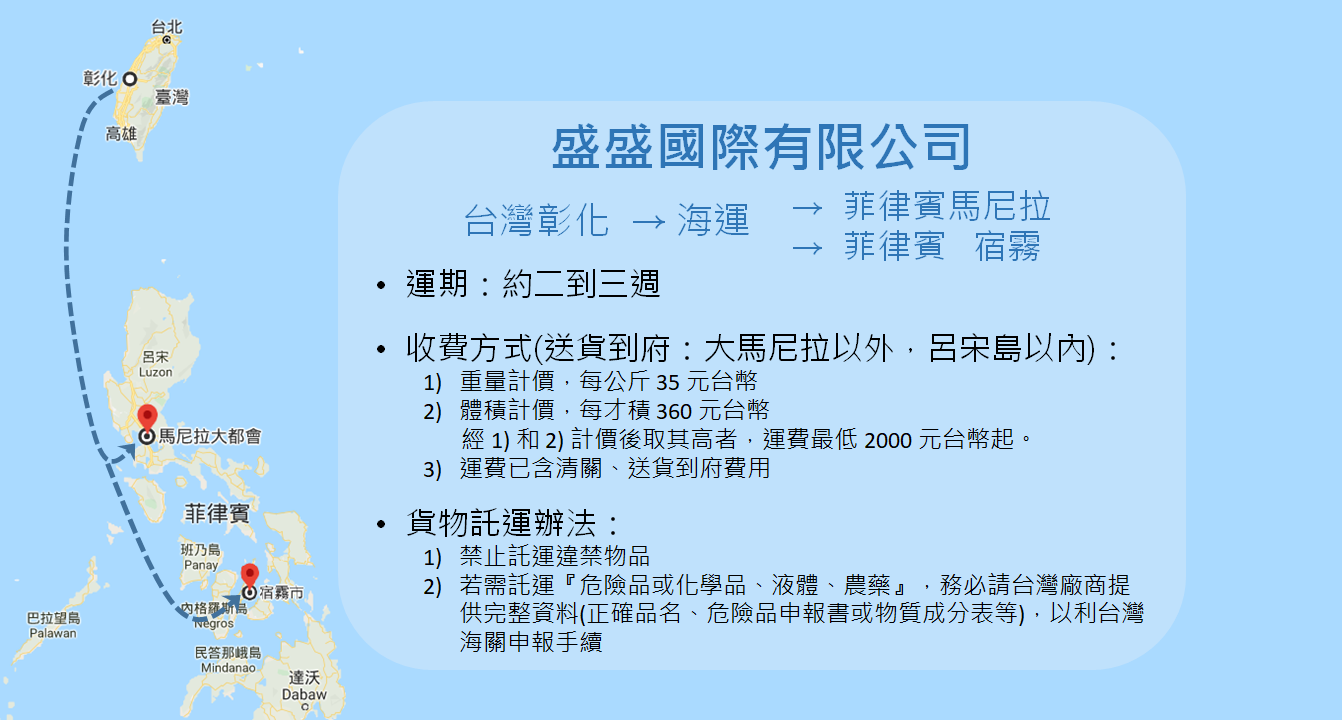 台北
彰化
臺灣
高雄
盛盛國際有限公司
台灣彰化 → 海運 → 菲律賓馬尼拉
→ 菲律賓 宿霧
• 運期：約二到三週
• 收費方式(送貨到府：大馬尼拉以外，呂宋島以內)：
1) 重量計價，每公斤 35 元台幣
2) 體積計價，每才積 360 元台幣
經 1) 和 2) 計價後取其高者，運費最低 2000 元台幣起。
3) 運費已含清關、送貨到府費用
• 貨物託運辦法：
1) 禁止託運違禁物品
2) 若需託運『危險品或化學品、液體、農藥』，務必請台灣廠商提
供完整資料(正確品名、危險品申報書或物質成分表等)，以利台灣
海關申報手續
呂宋
Luzon
馬尼拉大都會
菲律賓
班乃島
Panay
宿霧市
內格羅斯島
Negros
巴拉望島
Palawan
民答那峨島
Mindanao
達沃
Dabaw